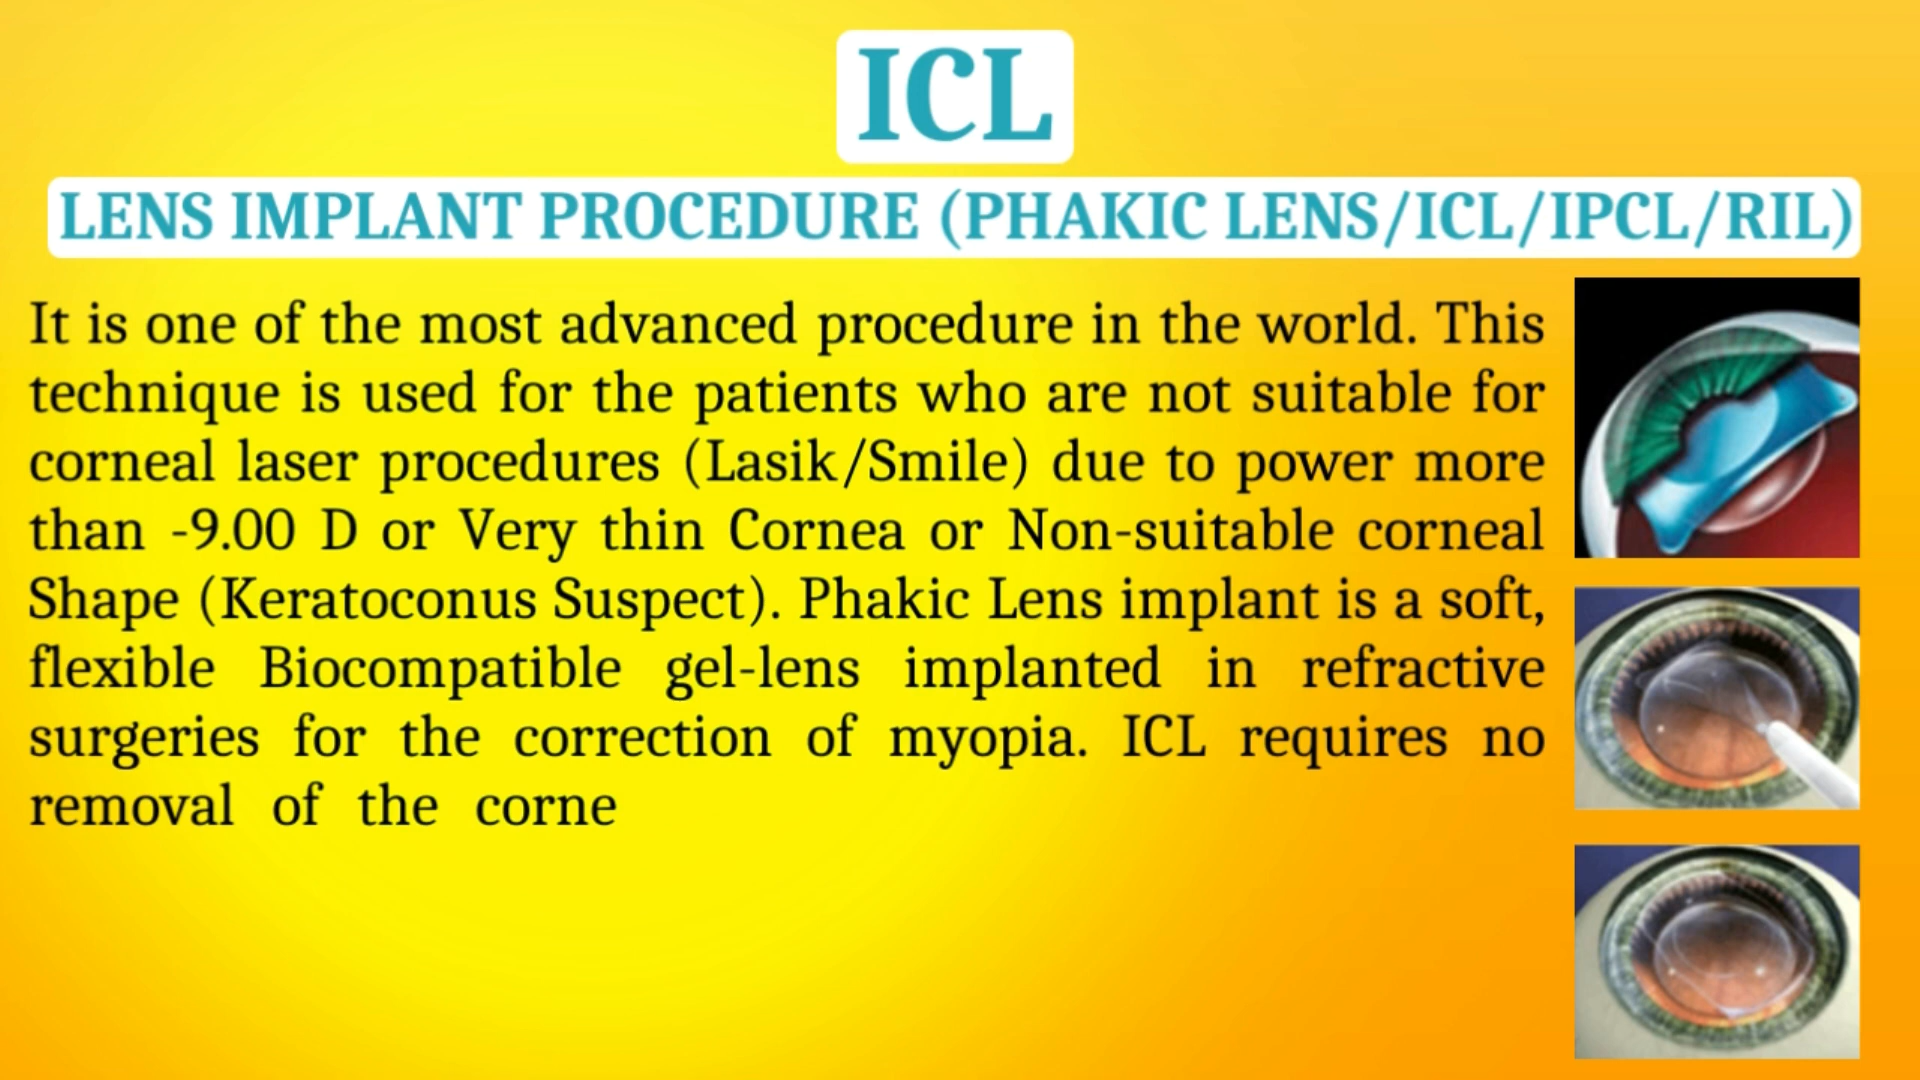 ICL
LENS IMPLANT PROCEDURE (PHAKIC LENS/ICL/IPCL/RIL)
It is one of the most advanced procedure in the world. This
technique is used for the patients who are not suitable for
corneal laser procedures (Lasik/Smile) due to power more
than -9.00 D or Very thin Cornea or Non-suitable corneal
Shape (Keratoconus Suspect). Phakic Lens implant is a soft,
flexible Biocompatible gel-lens implanted in refractive
surgeries for the correction of myopia. ICL requires no
removal of the corne